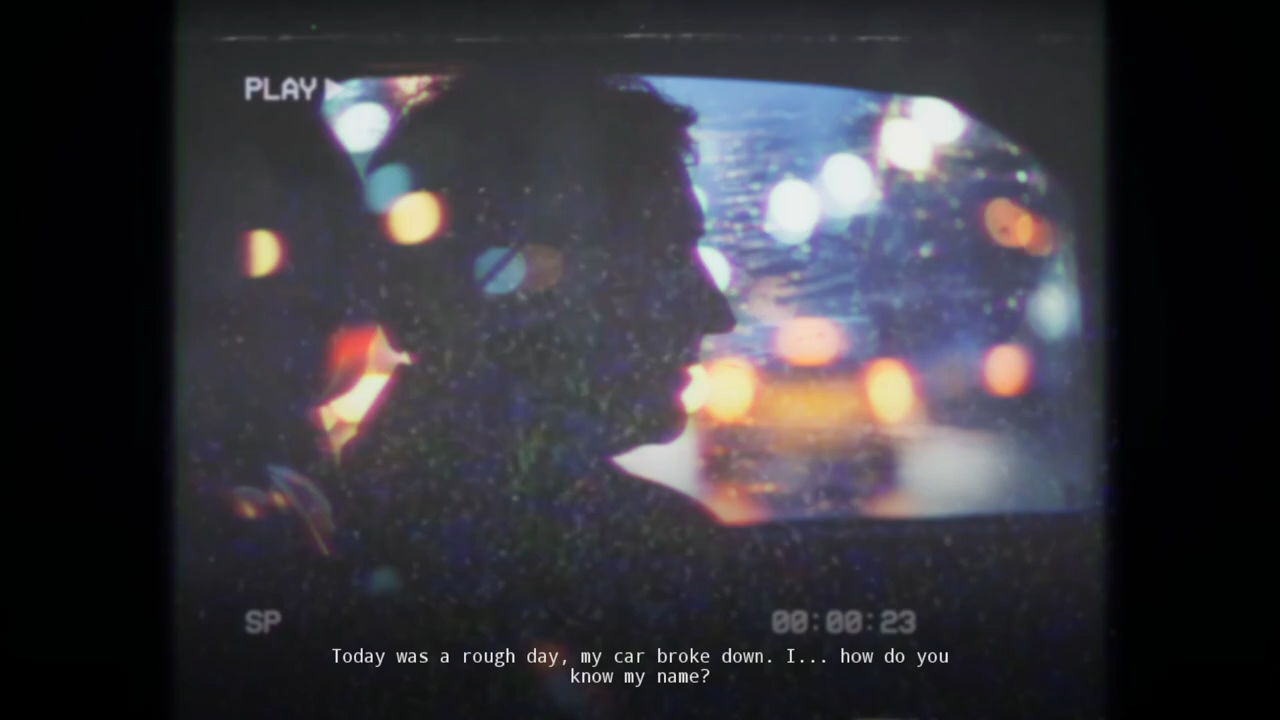 PLAY
SP
00:00:23
Today was a rough day, my car broke down. I... how do you
know my name?